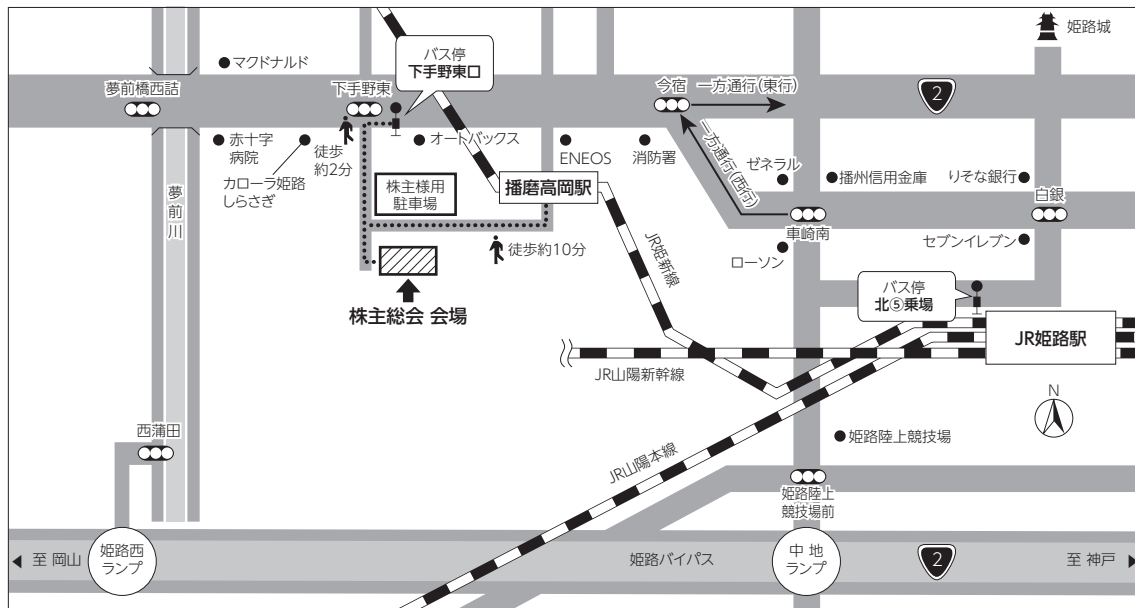 姫路城
マクドナルド
バス停
下手野東口
夢前橋西詰
下手野東
今宿
一方通行(東行)
2
赤十字
病院
カローラ姫路
しらさぎ
徒歩
約2分
オートバックス
ENEOS
消防署
一方通行(西行)
ゼネラル
播州信用金庫
りそな銀行
白銀
株主様用
駐車場
播磨高岡駅
夢前川
車崎南
セブンイレブン
徒歩約10分
ローソン
JR姫新線
バス停
北⑤乗場
株主総会 会場
JR姫路駅
JR山陽新幹線
N
西蒲田
姫路陸上競技場
JR山陽本線
姫路陸上
競技場前
至 岡山
姫路西
ランプ
姫路バイパス
中 地
ランプ
2
至 神戸